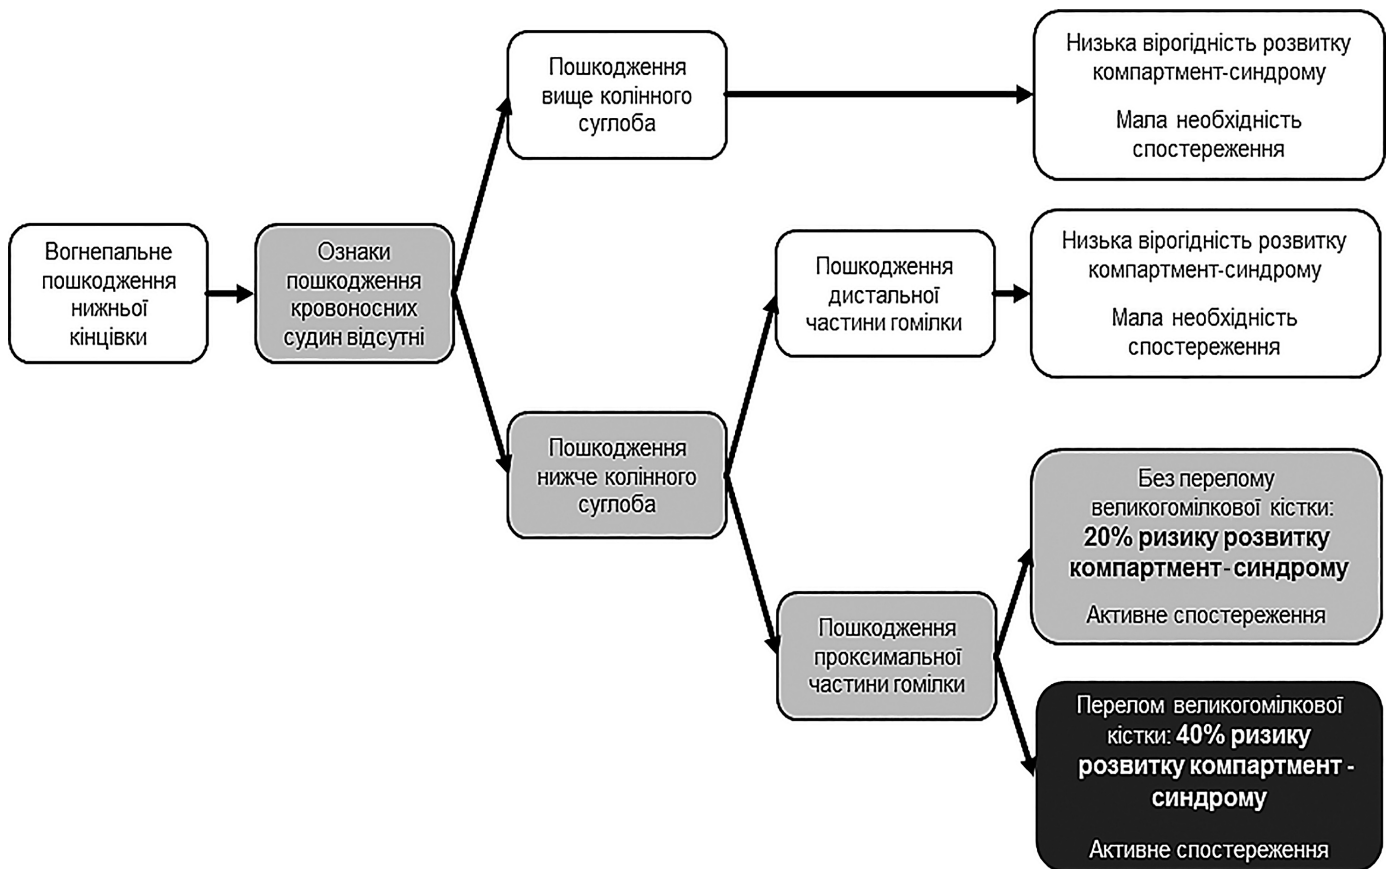 Вогнепальне
пошкодження
нижньої
кінцівки
Ознаки
пошкодження
кровоносних
судин відсутні
Пошкодження
вище колінного
суглоба
Низька вірогідність розвитку
компартмент-синдрому
Мала необхідність
спостереження
Пошкодження
нижче колінного
суглоба
Пошкодження
дистальної
частини гомілки
Низька вірогідність розвитку
компартмент-синдрому
Мала необхідність
спостереження
Пошкодження
проксимальної
частини гомілки
Без перелому
великогомілкової кістки:
20% ризику розвитку
компартмент-синдрому
Активне спостереження
Перелом великогомілкової
кістки: 40% ризику
розвитку компартмент -
синдрому
Активне спостереження